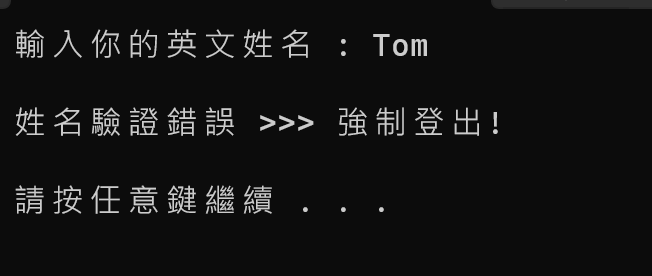 輸入你的英文姓名 : Tom
姓名驗證錯誤 >>> 強制登出!
請按任意鍵繼續 . . .